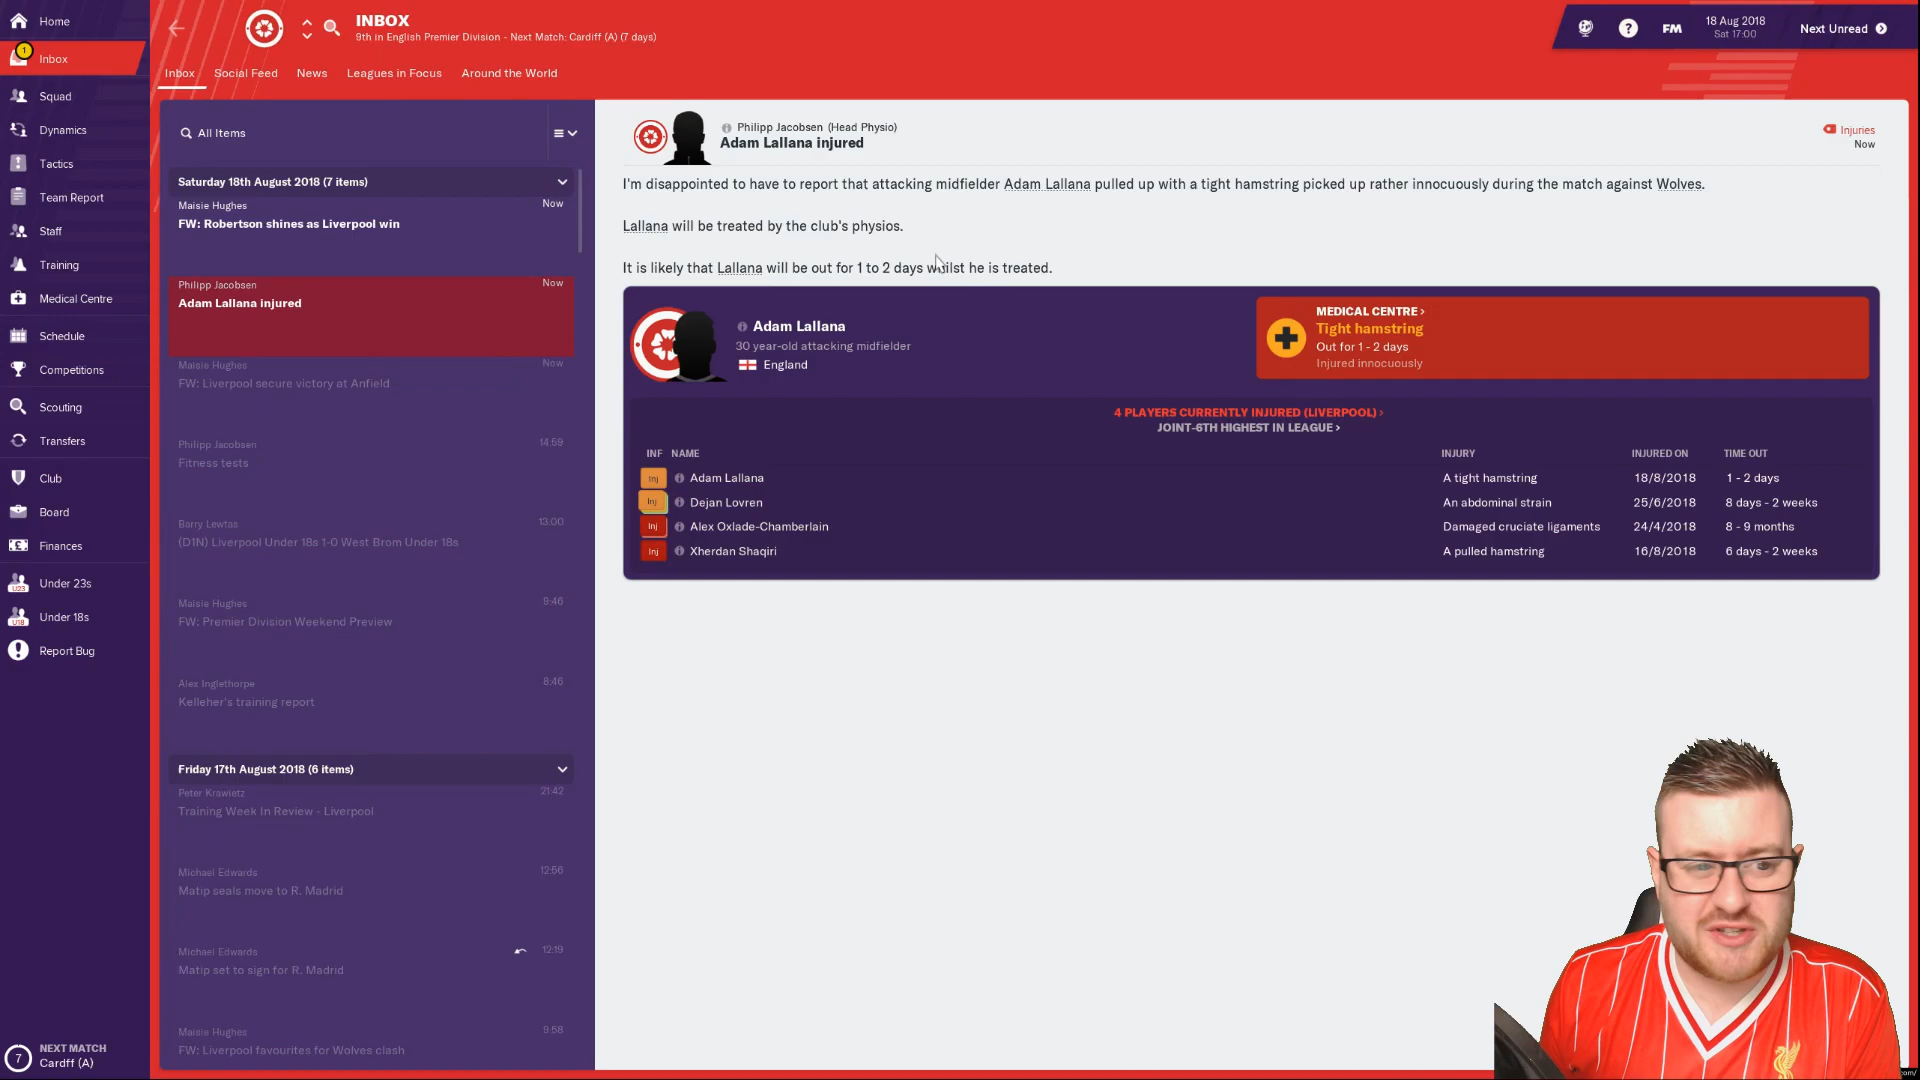 Home
1
Inbox
Squad
Dynamics
Tactics
Team Report
Staff
Training
Medical Centre
Schedule
Competitions
Scouting
Transfers
Club
Board
Finances
U23
Under 23s
U18
Under 18s
Report Bug
7
NEXT MATCH
Cardiff (A)
INBOX
9th in English Premier Division - Next Match: Cardiff (A) (7 days)
?
FM
18 Aug 2018
Sat 17:00
Next Unread
Inbox
Social Feed
News
Leagues in Focus
Around the World
All Items
Saturday 18th August 2018 (7 items)
Maisie Hughes
Now
FW: Robertson shines as Liverpool win
Philipp Jacobsen
Now
Adam Lallana injured
Maisie Hughes
Now
FW: Liverpool secure victory at Anfield
Philipp Jacobsen
14:59
Fitness tests
Barry Lewtas
13:00
(D1N) Liverpool Under 18s 1-0 West Brom Under 18s
Maisie Hughes
9:46
FW: Premier Division Weekend Preview
Alex Inglethorpe
8:46
Kelleher's training report
Friday 17th August 2018 (6 items)
Peter Krawietz
21:42
Training Week In Review - Liverpool
Michael Edwards
12:56
Matip seals move to R. Madrid
Michael Edwards
12:19
Matip set to sign for R. Madrid
Maisie Hughes
9:58
FW: Liverpool favourites for Wolves clash
Philipp Jacobsen (Head Physio)
Adam Lallana injured
Injuries
Now
I'm disappointed to have to report that attacking midfielder Adam Lallana pulled up with a tight hamstring picked up rather innocuously during the match against Wolves.
Lallana will be treated by the club's physios.
It is likely that Lallana will be out for 1 to 2 days whilst he is treated.
Adam Lallana
30 year-old attacking midfielder
England
MEDICAL CENTRE >
Tight hamstring
Out for 1 - 2 days
Injured innocuously
4 PLAYERS CURRENTLY INJURED (LIVERPOOL) >
JOINT-6TH HIGHEST IN LEAGUE >
INF NAME INJURY INJURED ON TIME OUT
Inj Adam Lallana A tight hamstring 18/8/2018 1 - 2 days
Inj Dejan Lovren An abdominal strain 25/6/2018 8 days - 2 weeks
Inj Alex Oxlade-Chamberlain Damaged cruciate ligaments 24/4/2018 8 - 9 months
Inj Xherdan Shaqiri A pulled hamstring 16/8/2018 6 days - 2 weeks